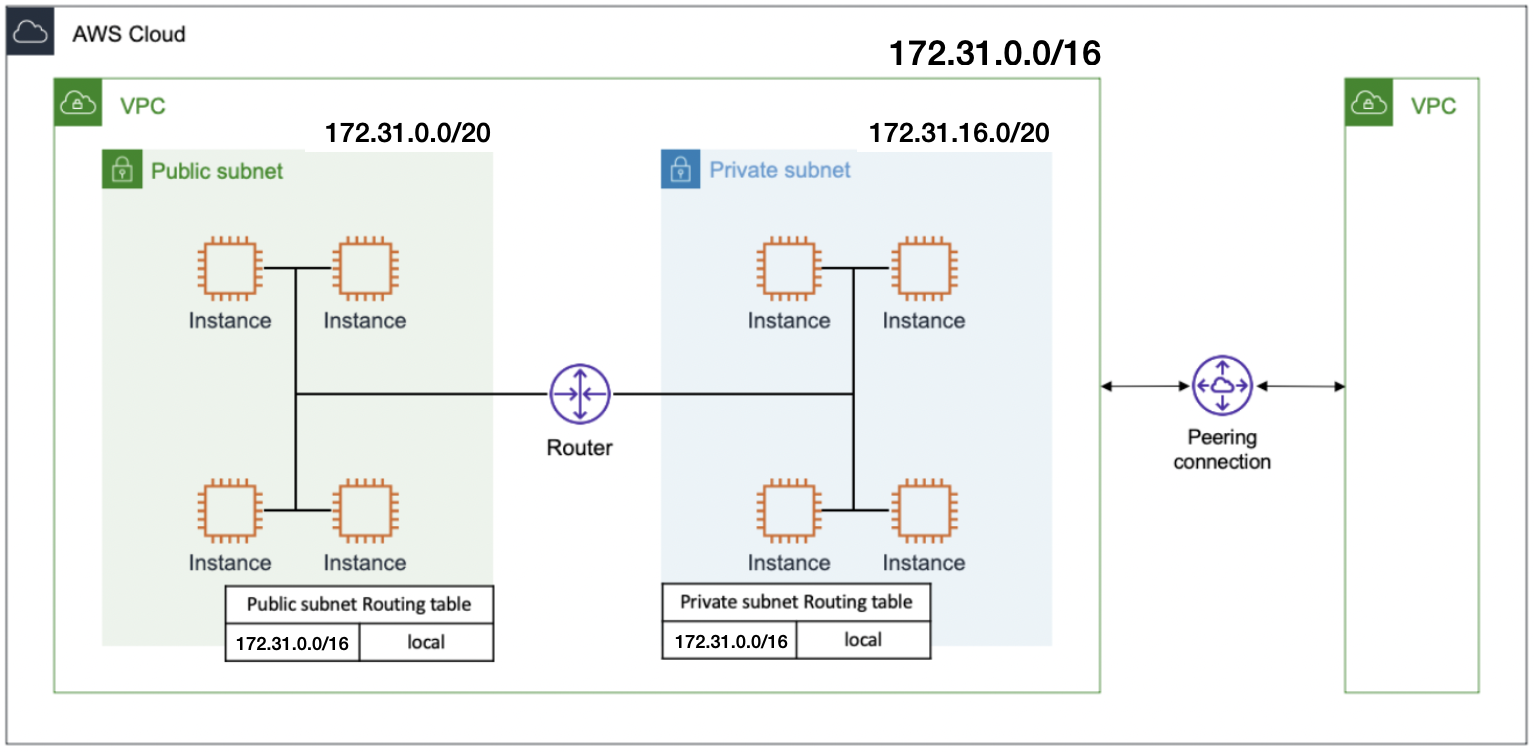 AWS Cloud
172.31.0.0/16
VPC
VPC
172.31.0.0/20
172.31.16.0/20
Public subnet
Private subnet
Instance
Instance
Instance
Instance
Router
Peering
connection
Instance
Instance
Instance
Instance
Public subnet Routing table
172.31.0.0/16
local
Private subnet Routing table
172.31.0.0/16
local